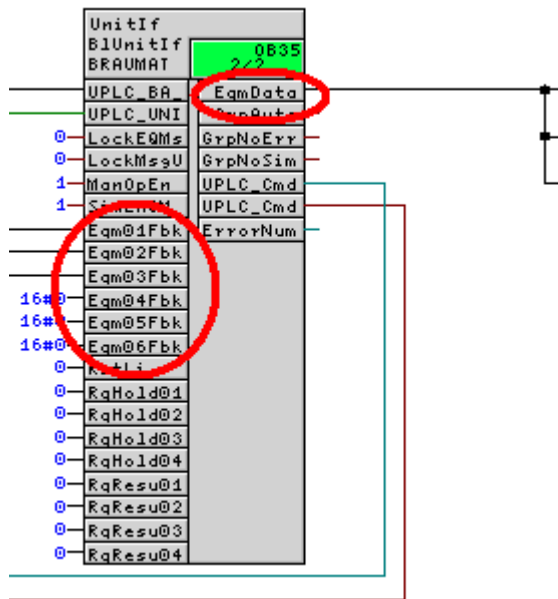 UnitIf
BlUnitIf
BRAUMAT
OB35
2/2
UPLC_BA_ EqmData
UPLC_UNI
0 LockEQMs GrpNoErr
0 LockMsgU GrpNoSim
1 ManOpEn UPLC_Cmd
1 UPLC_Cmd
Eqm01Fbk ErrorNum
Eqm02Fbk
Eqm03Fbk
16#0 Eqm04Fbk
16#0 Eqm05Fbk
16#0 Eqm06Fbk
0
0 RqHold01
0 RqHold02
0 RqHold03
0 RqHold04
0 RqResu01
0 RqResu02
0 RqResu03
0 RqResu04